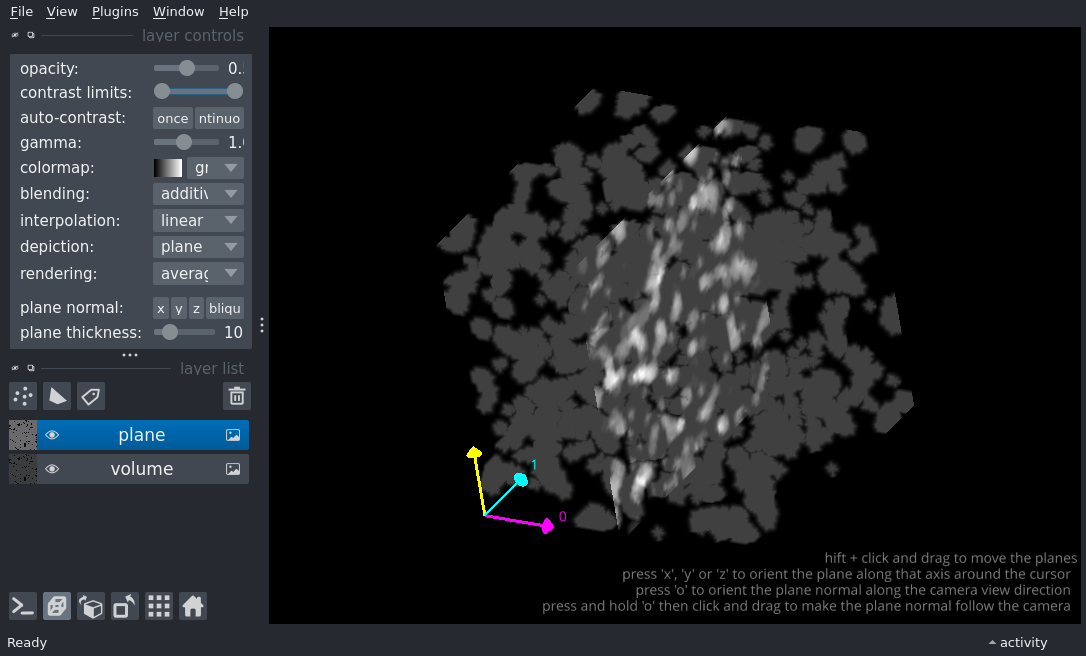 File View Plugins Window Help
layer controls
opacity: 0.
contrast limits:
auto-contrast: once ntinuo
gamma: 1.
colormap: gr
blending: additiv
interpolation: linear
depiction: plane
rendering: averag
plane normal: x y z bliqu
plane thickness: 10
layer list
plane
volume
1
0
hift + click and drag to move the planes
press 'x', 'y' or 'z' to orient the plane along that axis around the cursor
press 'o' to orient the plane normal along the camera view direction
press and hold 'o' then click and drag to make the plane normal follow the camera
Ready activity